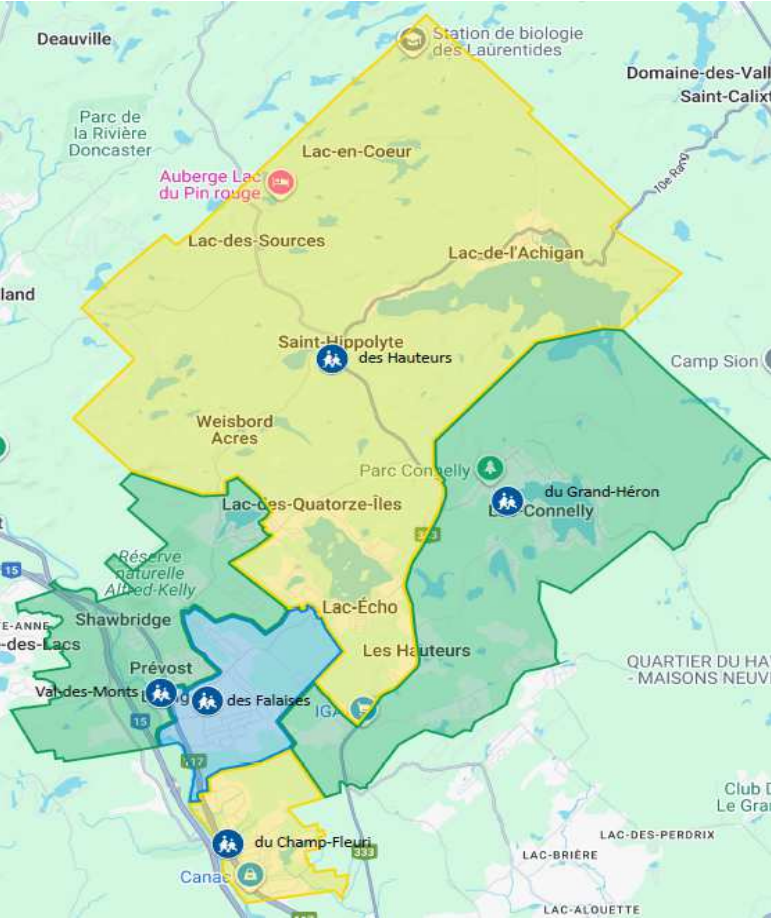 Deauville
Station de biologie
des Laurentides
Domaine-des-Vall
Saint-Calixt
Parc de
la Rivière
Doncaster
Lac-en-Coeur
Auberge Lac
du Pin rouge
10e Rang
Lac-des-Sources
Lac-de-l'Achigan
land
Saint-Hippolyte
des Hauteurs
Camp Sion
Weisbord
Acres
Parc Connelly
du Grand-Héron
Lac-Connelly
Lac-des-Quatorze-Îles
t
333
15
Réserve
naturelle
Alfred-Kelly
Lac-Écho
TE-ANNE
-des-Lacs
Shawbridge
Les Hauteurs
QUARTIER DU HA
- MAISONS NEUV
Prévost
Val-des-Monts
des Falaises
IGA
15
117
Club D
Le Gran
du Champ-Fleuri
333
LAC-DES-PERDRIX
LAC-BRIÈRE
Canac
LAC-ALOUETTE